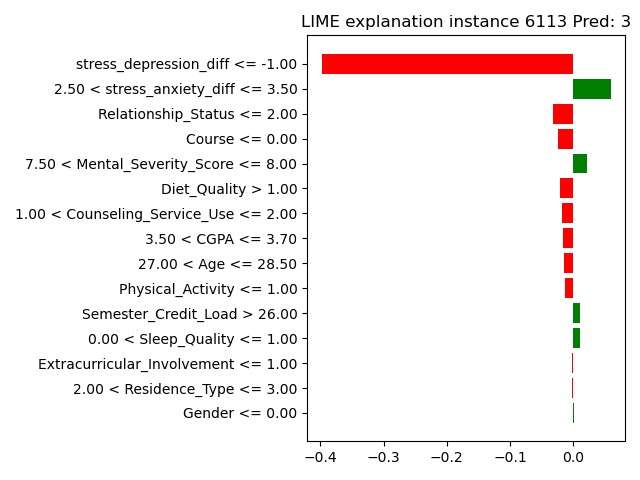 LIME explanation instance 6113 Pred: 3
stress_depression_diff <= -1.00
2.50 < stress_anxiety_diff <= 3.50
Relationship_Status <= 2.00
Course <= 0.00
7.50 < Mental_Severity_Score <= 8.00
Diet_Quality > 1.00
1.00 < Counseling_Service_Use <= 2.00
3.50 < CGPA <= 3.70
27.00 < Age <= 28.50
Physical_Activity <= 1.00
Semester_Credit_Load > 26.00
0.00 < Sleep_Quality <= 1.00
Extracurricular_Involvement <= 1.00
2.00 < Residence_Type <= 3.00
Gender <= 0.00
−0.4 −0.3 −0.2 −0.1 0.0